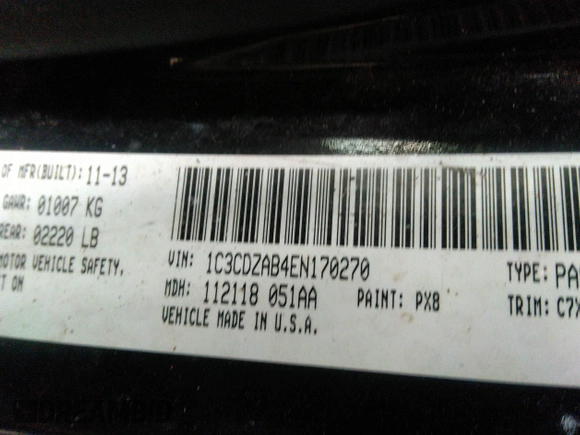 OF MFR(BUILT): 11-13
GAWR: 01007 KG
REAR: 02220 LB
MOTOR VEHICLE SAFETY,
ON
VIN: 1C3CDZAB4EN170270
MDH: 112118 051AA PAINT: PX8
VEHICLE MADE IN U.S.A.
TYPE: PA
TRIM: C7X
DREAMBID